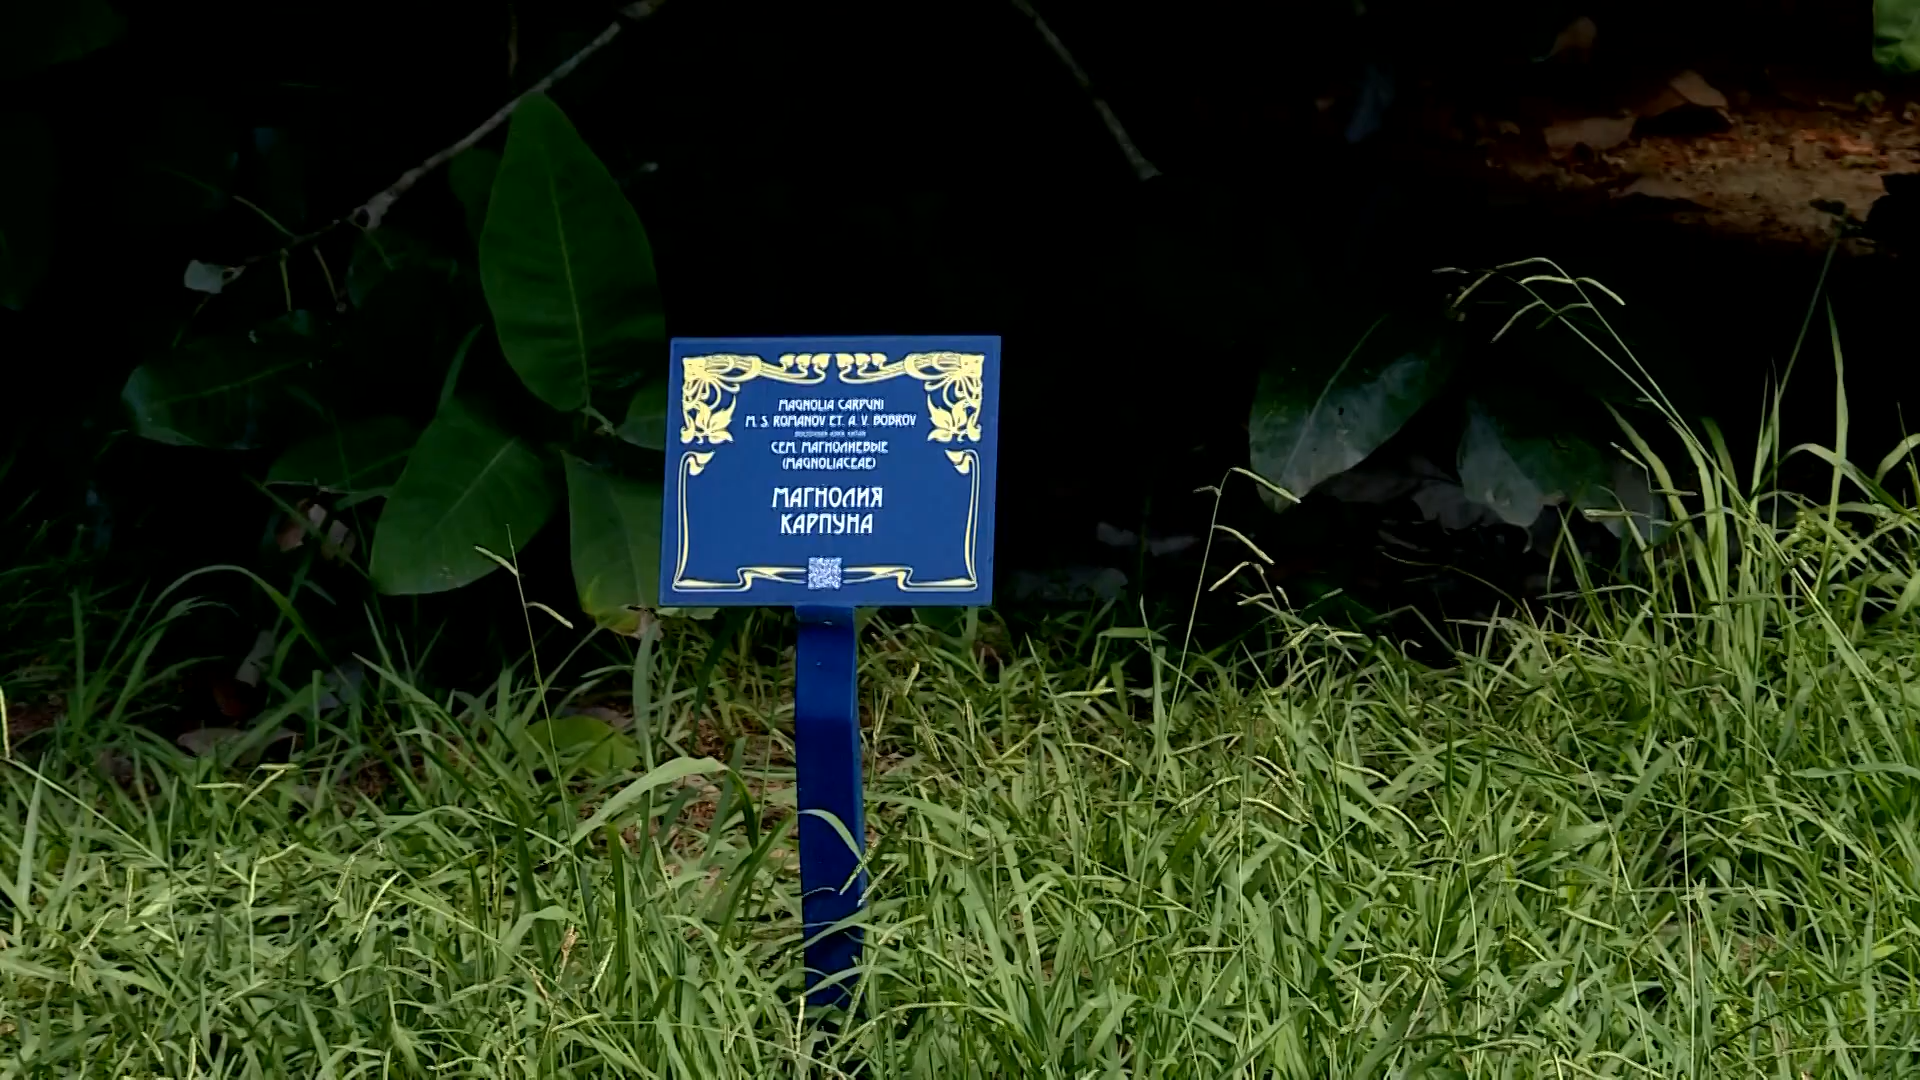 MAGNOLIA CARPUNI
M. S. ROMANOV ET. A. V. BOBROV
СЕМ. МАГНОЛИЕВЫЕ
(MAGNOLIACEAE)
МАГНОЛИЯ
КАРПУНА